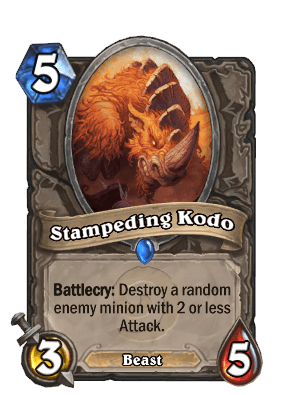 5
Stampeding Kodo
Battlecry: Destroy a random
enemy minion with 2 or less
Attack.
3
Beast
5